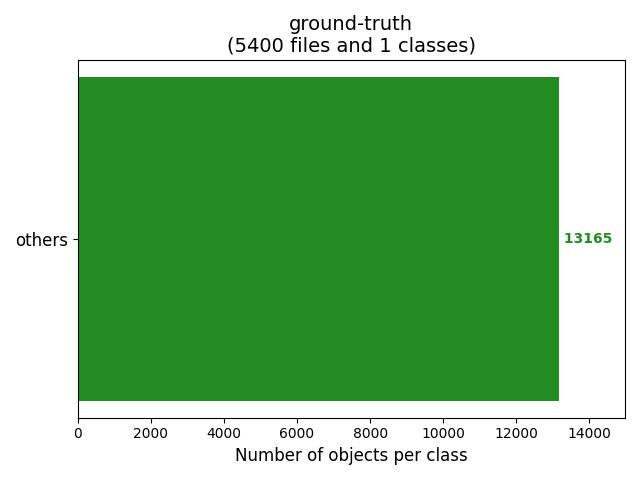 ground-truth
(5400 files and 1 classes)
others
13165
0 2000 4000 6000 8000 10000 12000 14000
Number of objects per class